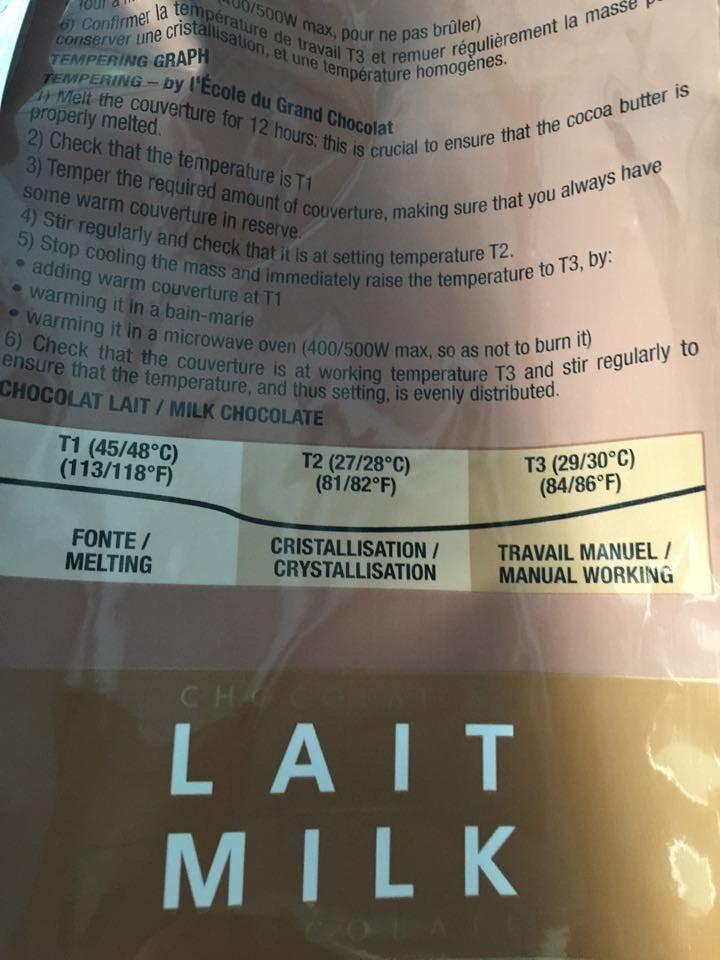 /500W max, pour ne pas brûler)
6) Confirmer la température de travail T3 et remuer régulièrement la masse
conserver une cristallisation, et une température homogènes.
TEMPERING GRAPH
TEMPERING – by l'École du Grand Chocolat
1) Melt the couverture for 12 hours: this is crucial to ensure that the cocoa butter is
properly melted.
2) Check that the temperature is T1
3) Temper the required amount of couverture, making sure that you always have
some warm couverture in reserve.
4) Stir regularly and check that it is at setting temperature T2.
5) Stop cooling the mass and immediately raise the temperature to T3, by:
• adding warm couverture at T1
• warming it in a bain-marie
• warming it in a microwave oven (400/500W max, so as not to burn it)
6) Check that the couverture is at working temperature T3 and stir regularly to
ensure that the temperature, and thus setting, is evenly distributed.
CHOCOLAT LAIT / MILK CHOCOLATE
T1 (45/48°C)
(113/118°F)
T2 (27/28°C)
(81/82°F)
T3 (29/30°C)
(84/86°F)
FONTE /
MELTING
CRISTALLISATION /
CRYSTALLISATION
TRAVAIL MANUEL /
MANUAL WORKING
CHOCOLAT
LAIT
MILK